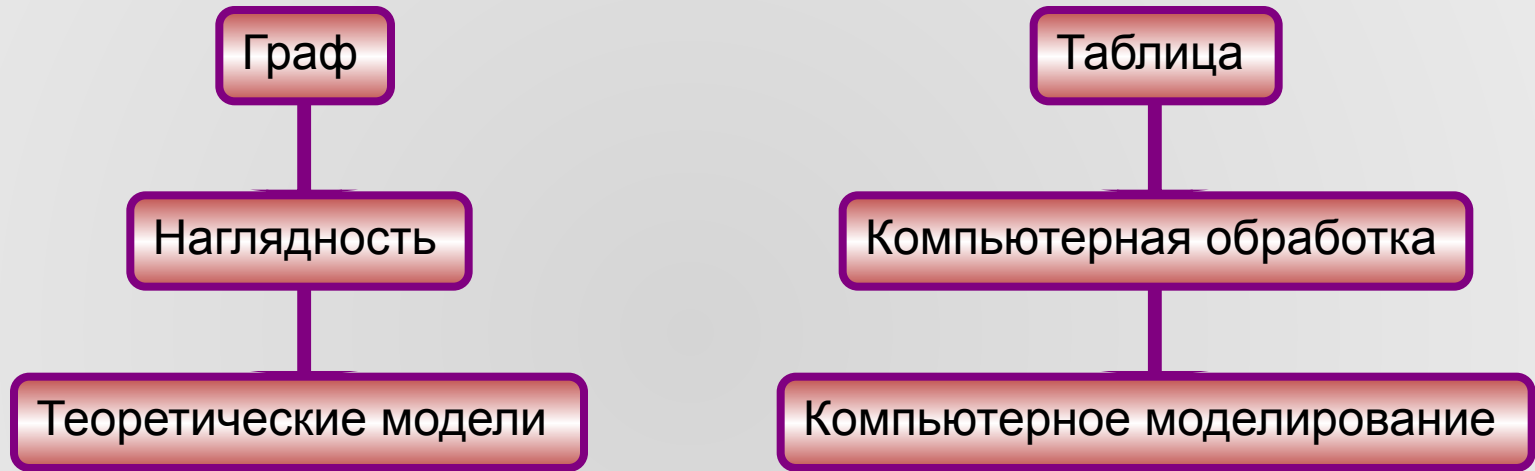 Граф
Наглядность
Теоретические модели
Таблица
Компьютерная обработка
Компьютерное моделирование